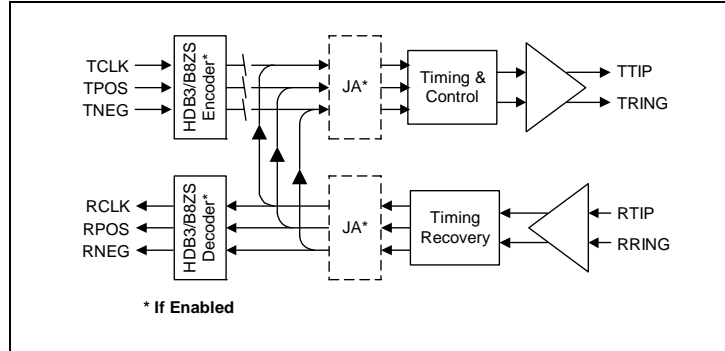 TCLK
TPOS
TNEG
HDB3/B8ZS
Encoder*
JA*
Timing &
Control
TTIP
TRING
RCLK
RPOS
RNEG
HDB3/B8ZS
Decoder*
JA*
Timing
Recovery
RTIP
RRING
* If Enabled